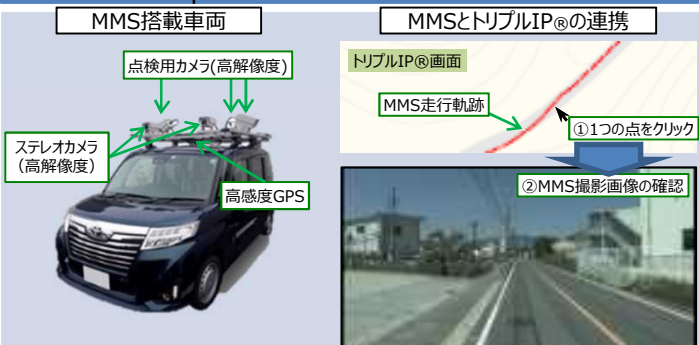 MMS搭載車両
点検用カメラ(高解像度)
ステレオカメラ
（高解像度）
高感度GPS
MMSとトリプルIP®の連携
トリプルIP®画面
MMS走行軌跡
①1つの点をクリック
②MMS撮影画像の確認